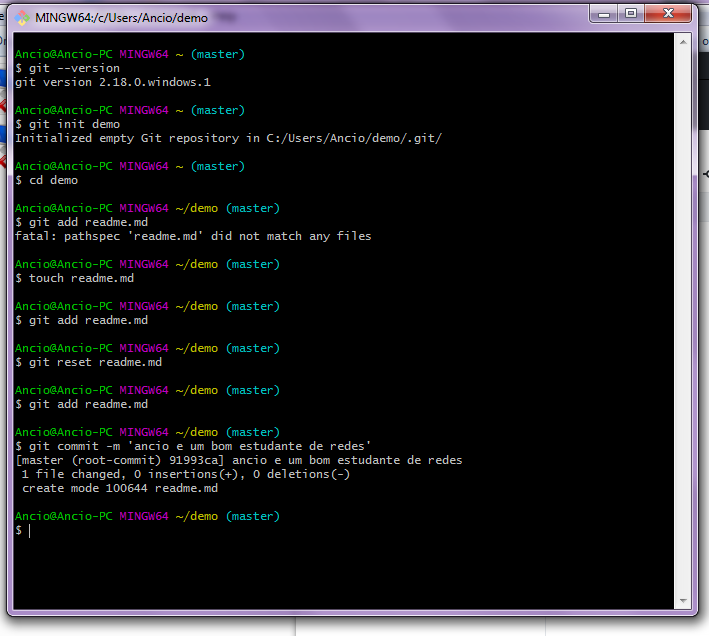 MINGW64:/c/Users/Ancio/demo
Ancio@Ancio-PC MINGW64 ~ (master)
$ git --version
git version 2.18.0.windows.1
Ancio@Ancio-PC MINGW64 ~ (master)
$ git init demo
Initialized empty Git repository in C:/Users/Ancio/demo/.git/
Ancio@Ancio-PC MINGW64 ~ (master)
$ cd demo
Ancio@Ancio-PC MINGW64 ~/demo (master)
$ git add readme.md
fatal: pathspec 'readme.md' did not match any files
Ancio@Ancio-PC MINGW64 ~/demo (master)
$ touch readme.md
Ancio@Ancio-PC MINGW64 ~/demo (master)
$ git add readme.md
Ancio@Ancio-PC MINGW64 ~/demo (master)
$ git reset readme.md
Ancio@Ancio-PC MINGW64 ~/demo (master)
$ git add readme.md
Ancio@Ancio-PC MINGW64 ~/demo (master)
$ git commit -m 'ancio e um bom estudante de redes'
[master (root-commit) 91993ca] ancio e um bom estudante de redes
 1 file changed, 0 insertions(+), 0 deletions(-)
 create mode 100644 readme.md
Ancio@Ancio-PC MINGW64 ~/demo (master)
$